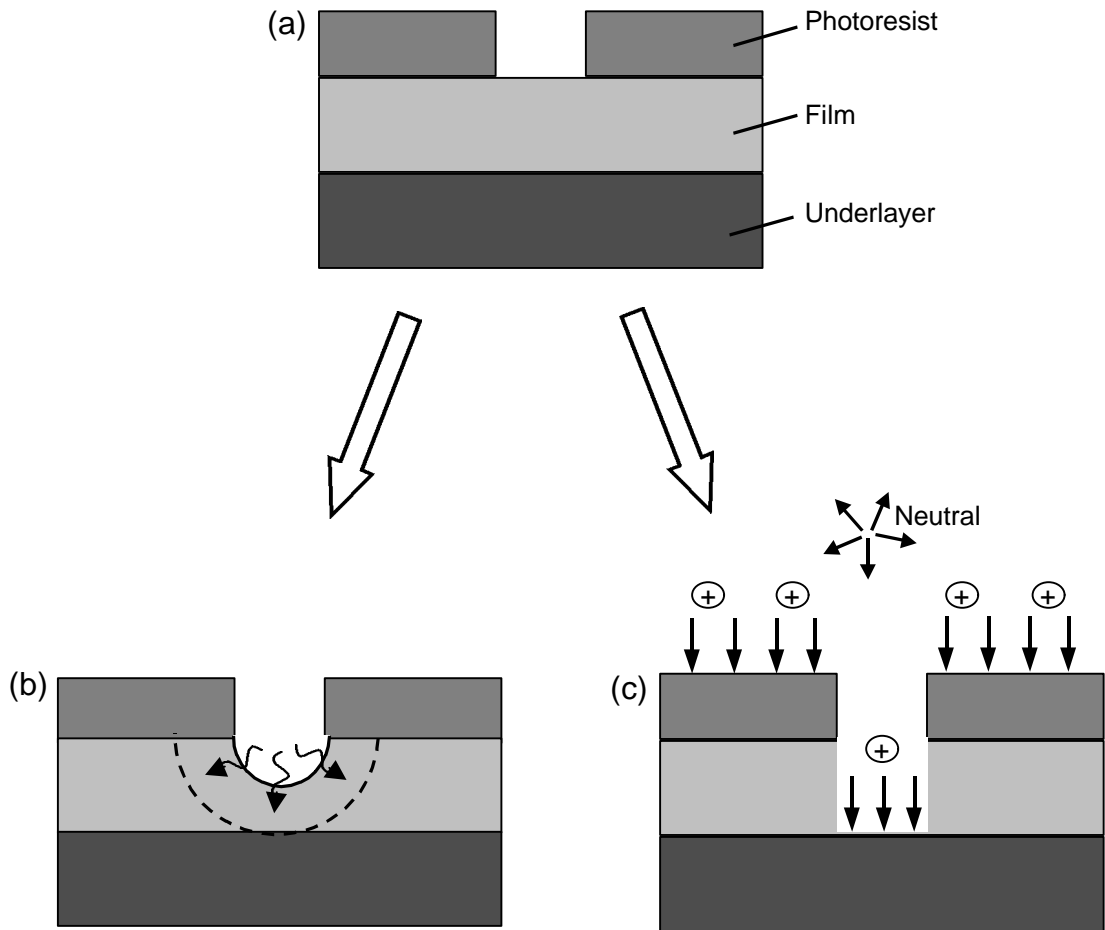 (a)
Photoresist
Film
Underlayer
Neutral
+ + + +
(b)
(c)
+